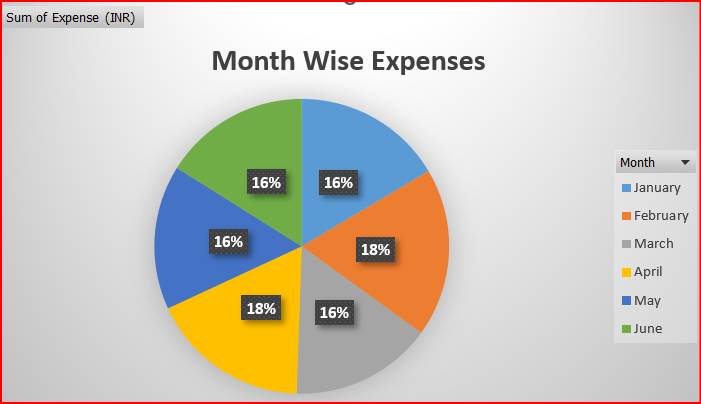 Sum of Expense (INR)
Month Wise Expenses
16%
16%
18%
16%
18%
16%
Month
January
February
March
April
May
June